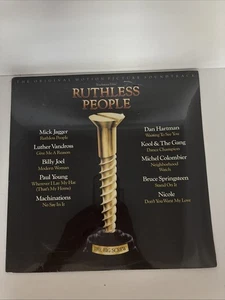 THE ORIGINAL MOTION PICTURE SOUNDTRACK
RUTHLESS
PEOPLE
Mick Jagger
Ruthless People
Luther Vandross
Give Me A Reason
Billy Joel
Modern Woman
Paul Young
Wherever I Lay My Hat
(That's My Home)
Machinations
No Say In It
Dan Hartman
Waiting To See You
Kool & The Gang
Dance Champion
Michel Colombier
Neighborhood
Watch
Bruce Springsteen
Stand On It
Nicole
Don't You Want My Love